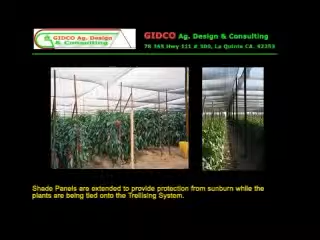 GIDCO Ag. Design
& Consulting
GIDCO Ag. Design & Consulting
78 365 Hwy 111 # 300, La Quinta CA. 92253
Shade Panels are extended to provide protection from sunburn while the
plants are being tied onto the Trellising System.